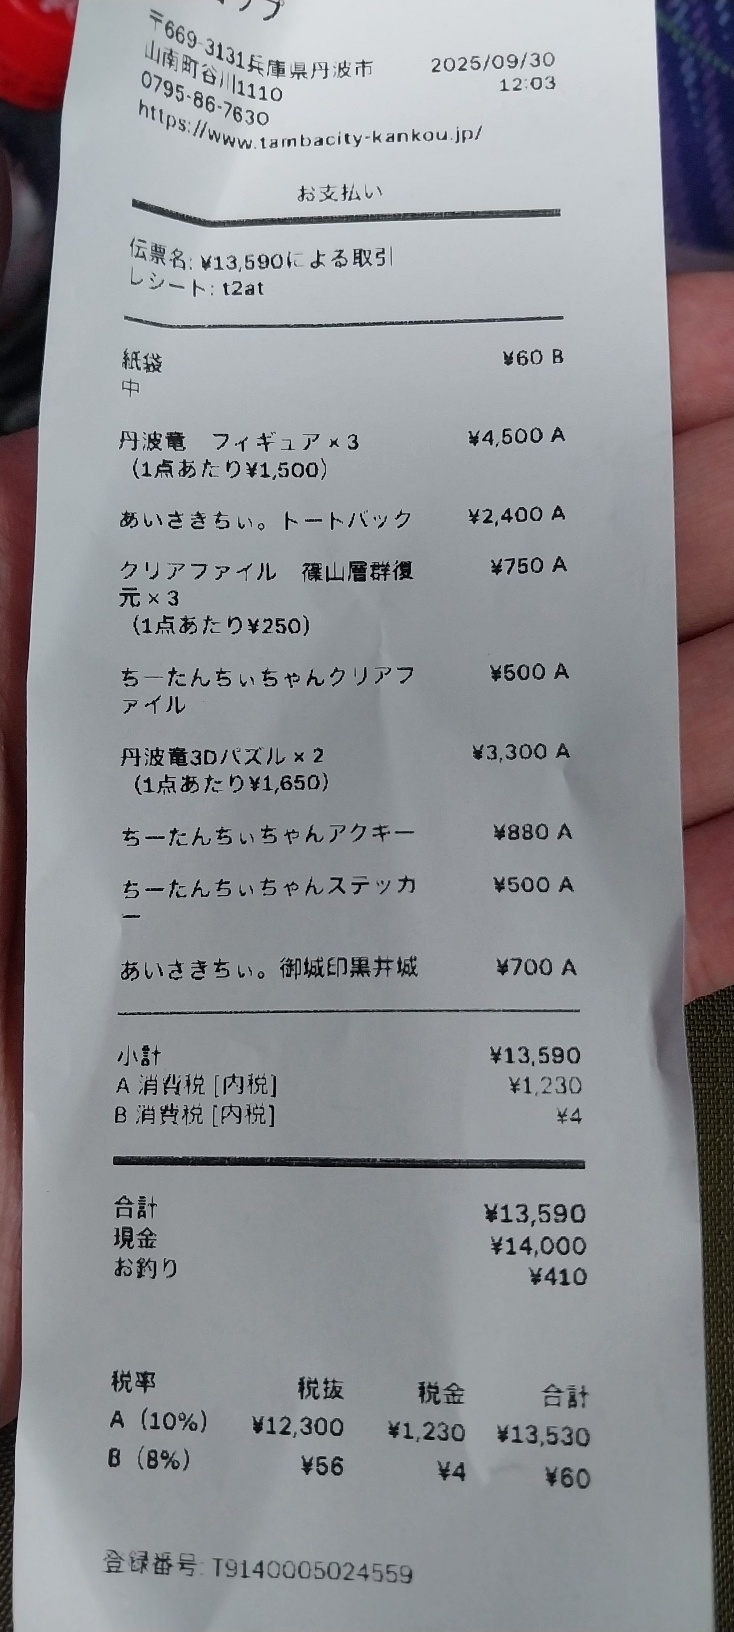 〒669-3131兵庫県丹波市
山南町谷川1110
0795-86-7630
https://www.tambacity-kankou.jp/
2025/09/30
12:03
お支払い
伝票名: ¥13,590による取引
レシート: t2at
紙袋 ¥60 B
中
丹波竜　フィギュア × 3 ¥4,500 A
(1点あたり¥1,500)
あいさきちぃ。トートバック ¥2,400 A
クリアファイル　篠山層群復 ¥750 A
元 × 3
(1点あたり¥250)
ちーたんちぃちゃんクリアフ ¥500 A
ァイル
丹波竜3Dパズル × 2 ¥3,300 A
(1点あたり¥1,650)
ちーたんちぃちゃんアクキー ¥880 A
ちーたんちぃちゃんステッカ ¥500 A
ー
あいさきちぃ。御城印黒井城 ¥700 A
小計 ¥13,590
A 消費税 [内税] ¥1,230
B 消費税 [内税] ¥4
合計 ¥13,590
現金 ¥14,000
お釣り ¥410
税率 税抜 税金 合計
A (10%) ¥12,300 ¥1,230 ¥13,530
B (8%) ¥56 ¥4 ¥60
登録番号: T9140005024559